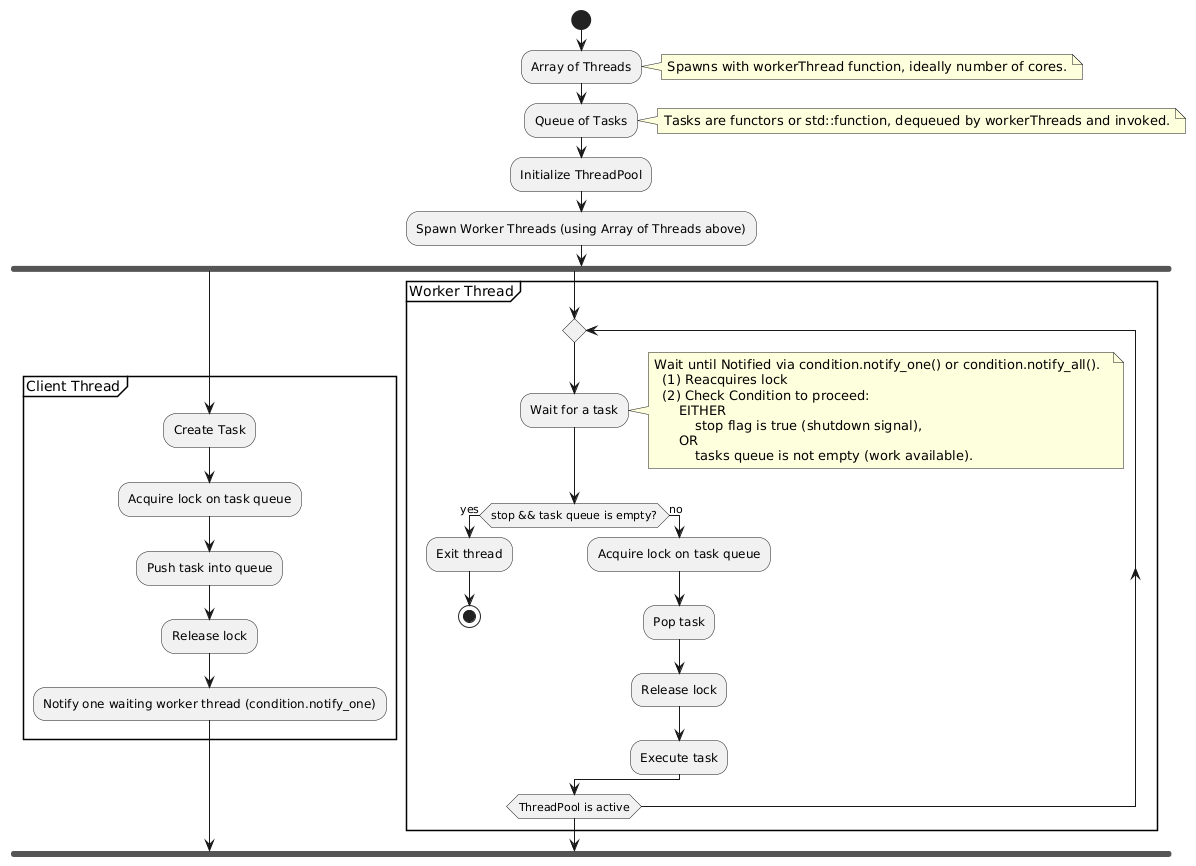 Array of Threads
Spawns with workerThread function, ideally number of cores.
Queue of Tasks
Tasks are functors or std::function, dequeued by workerThreads and invoked.
Initialize ThreadPool
Spawn Worker Threads (using Array of Threads above)
Client Thread
Create Task
Acquire lock on task queue
Push task into queue
Release lock
Notify one waiting worker thread (condition.notify_one)
Worker Thread
Wait for a task
Wait until Notified via condition.notify_one() or condition.notify_all().
(1) Reacquires lock
(2) Check Condition to proceed:
EITHER
stop flag is true (shutdown signal),
OR
tasks queue is not empty (work available).
stop && task queue is empty?
yes
Exit thread
no
Acquire lock on task queue
Pop task
Release lock
Execute task
ThreadPool is active